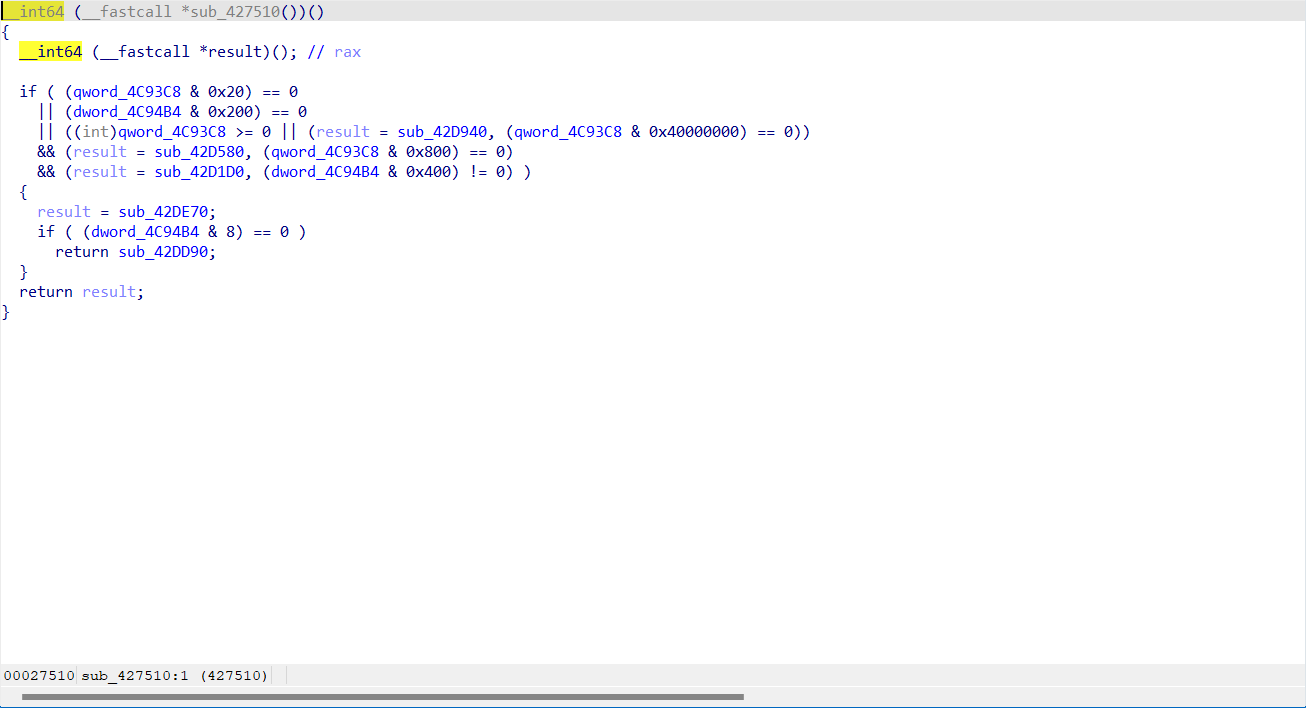 __int64 (__fastcall *sub_427510())()
{
  __int64 (__fastcall *result)(); // rax

  if ( (qword_4C93C8 & 0x20) == 0
    || (dword_4C94B4 & 0x200) == 0
    || ((int)qword_4C93C8 >= 0 || (result = sub_42D940, (qword_4C93C8 & 0x40000000) == 0))
    && (result = sub_42D580, (qword_4C93C8 & 0x800) == 0)
    && (result = sub_42D1D0, (dword_4C94B4 & 0x400) != 0) )
  {
    result = sub_42DE70;
    if ( (dword_4C94B4 & 8) == 0 )
      return sub_42DD90;
  }
  return result;
}
00027510 sub_427510:1 (427510)